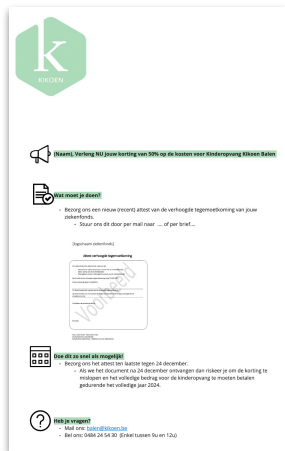 k
KIKOEN
(Naam), Verleng NU jouw korting van 50% op de kosten voor Kinderopvang Kikoen Balen
Wat moet je doen?
- Bezorg ons een nieuw (recent) attest van de verhoogde tegemoetkoming van jouw
ziekenfonds,
- Stuur ons dit door per mail naar .... of per brief....
(logo/naam ziekenfonds)
Attest verhoogde tegemoetkoming
Voorbeeld
Doe dit zo snel als mogelijk!
- Bezorg ons het attest ten laatste tegen 24 december.
- Als we het document na 24 december ontvangen dan riskeer je om de korting te
mislopen en het volledige bedrag voor de kinderopvang te moeten betalen
gedurende het volledige jaar 2024.
Heb je vragen?
- Mail ons: balen@kikoen.be
- Bel ons: 0484 24 54 30 (Enkel tussen 9u en 12u)